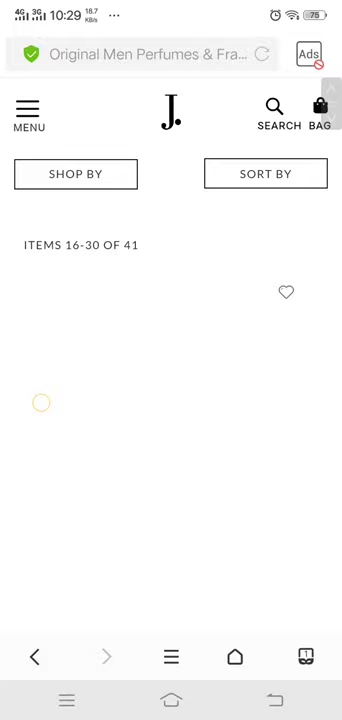 4G 3G 10:29 18.7 KB/s ... 75
Original Men Perfumes & Fra... Ads
J.
MENU SEARCH BAG
SHOP BY SORT BY
ITEMS 16-30 OF 41
1